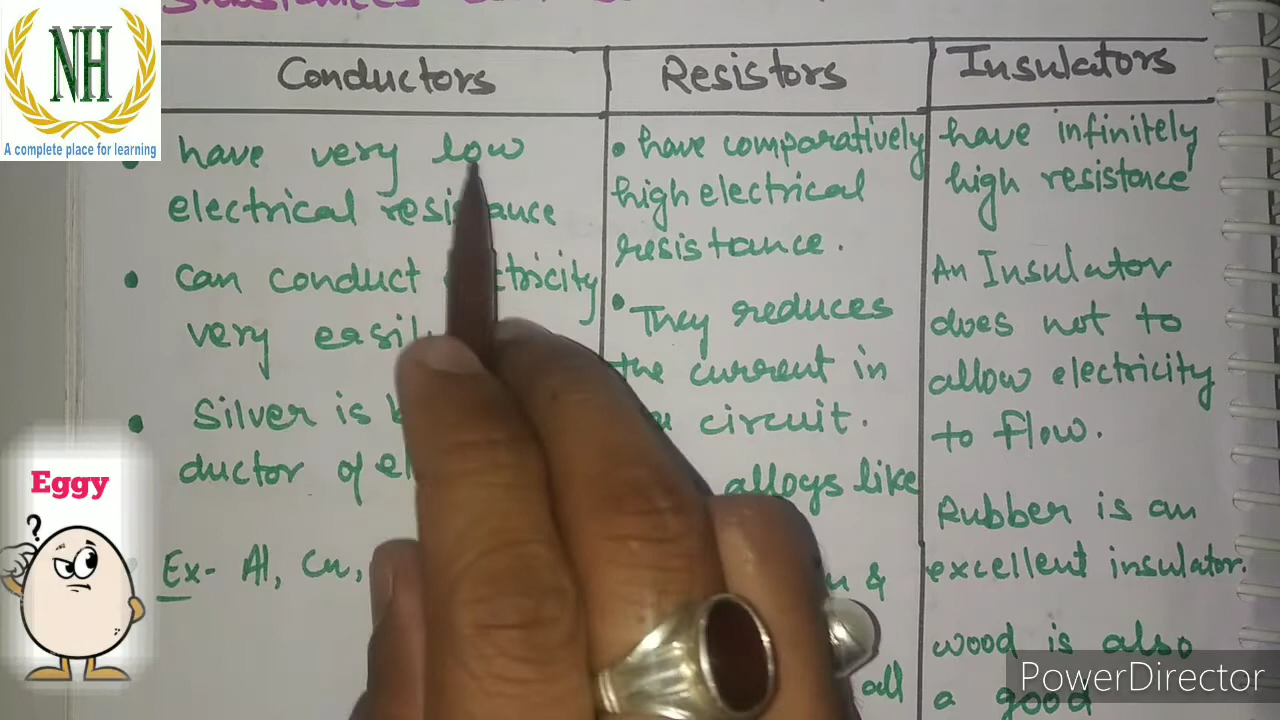 NH
A complete place for learning
Conductors
have very low
electrical resistance
can conduct
very
Silver is
ductor of
Ex- Al, Cu,
Resistors
have comparatively
high electrical
resistance.
They reduces
the current in
circuit.
alloys like
&
all
Insulators
have infinitely
high resistance
An Insulator
does not to
allow electricity
to flow.
Rubber is an
excellent insulator.
wood is also
a good
Eggy
?
PowerDirector